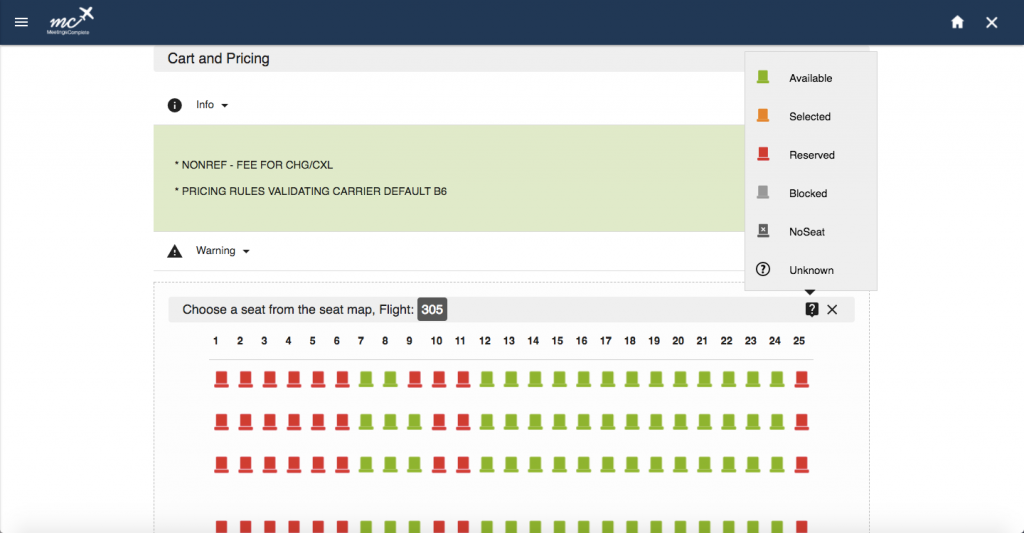 mc
MeetingsComplete
Cart and Pricing
Info
* NONREF - FEE FOR CHG/CXL
* PRICING RULES VALIDATING CARRIER DEFAULT B6
Warning
Available
Selected
Reserved
Blocked
NoSeat
Unknown
Choose a seat from the seat map, Flight: 305
1 2 3 4 5 6 7 8 9 10 11 12 13 14 15 16 17 18 19 20 21 22 23 24 25